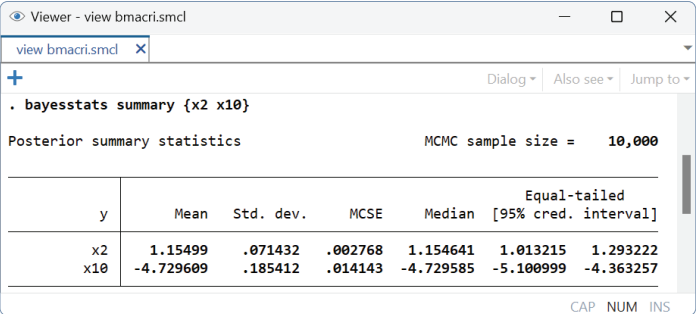 Viewer - view bmacri.smcl
view bmacri.smcl
Dialog Also see Jump to
. bayesstats summary {x2 x10}
Posterior summary statistics MCMC sample size = 10,000
Equal-tailed
y Mean Std. dev. MCSE Median [95% cred. interval]
x2 1.15499 .071432 .002768 1.154641 1.013215 1.293222
x10 -4.729609 .185412 .014143 -4.729585 -5.100999 -4.363257
CAP NUM INS